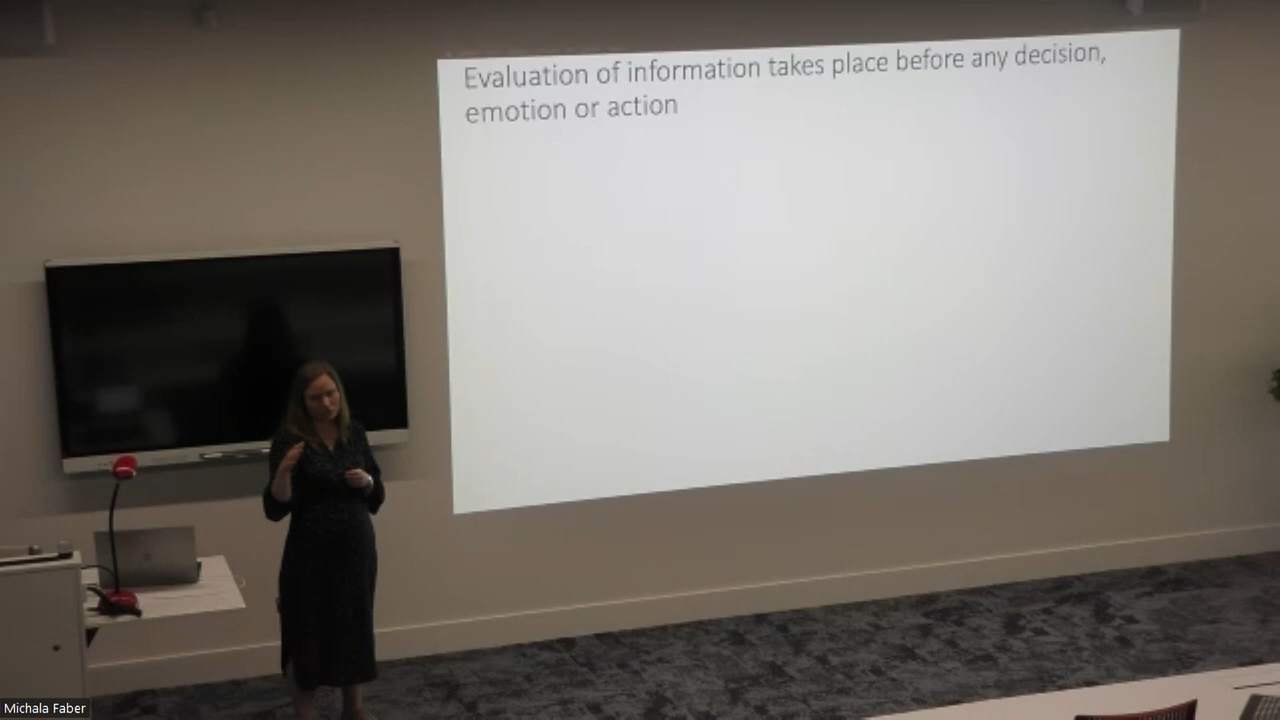 Evaluation of information takes place before any decision,
emotion or action
Michala Faber